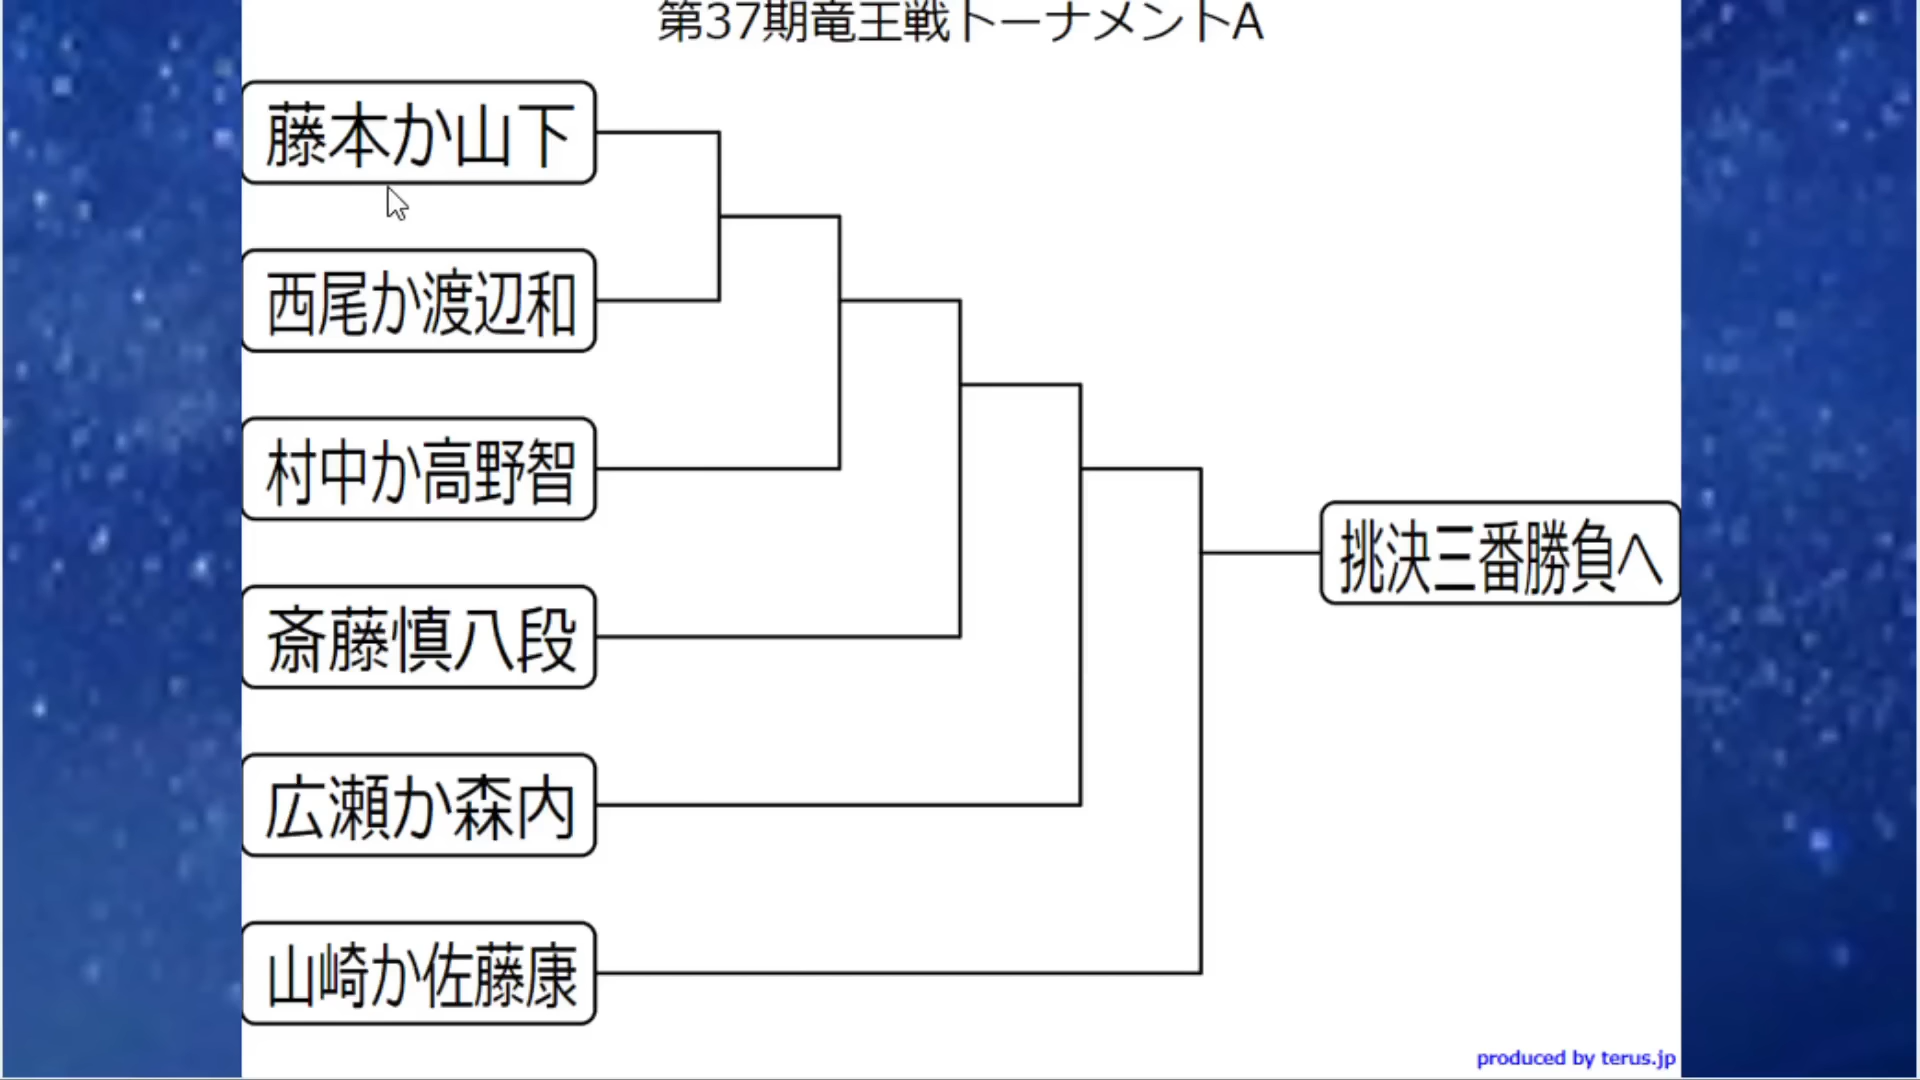 第37期竜王戦トーナメントA
藤本か山下
西尾か渡辺和
村中か高野智
斎藤慎八段
広瀬か森内
山崎か佐藤康
挑決三番勝負へ
produced by terus.jp